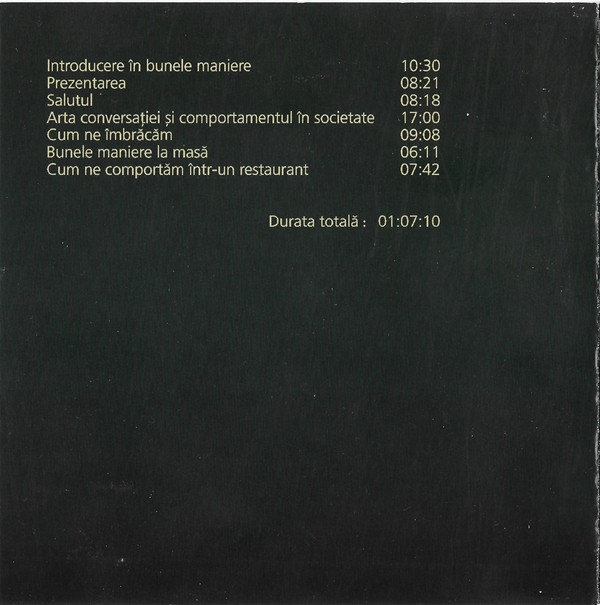 Introducere în bunele maniere 10:30
Prezentarea 08:21
Salutul 08:18
Arta conversației și comportamentul în societate 17:00
Cum ne îmbrăcăm 09:08
Bunele maniere la masă 06:11
Cum ne comportăm într-un restaurant 07:42
Durata totală : 01:07:10